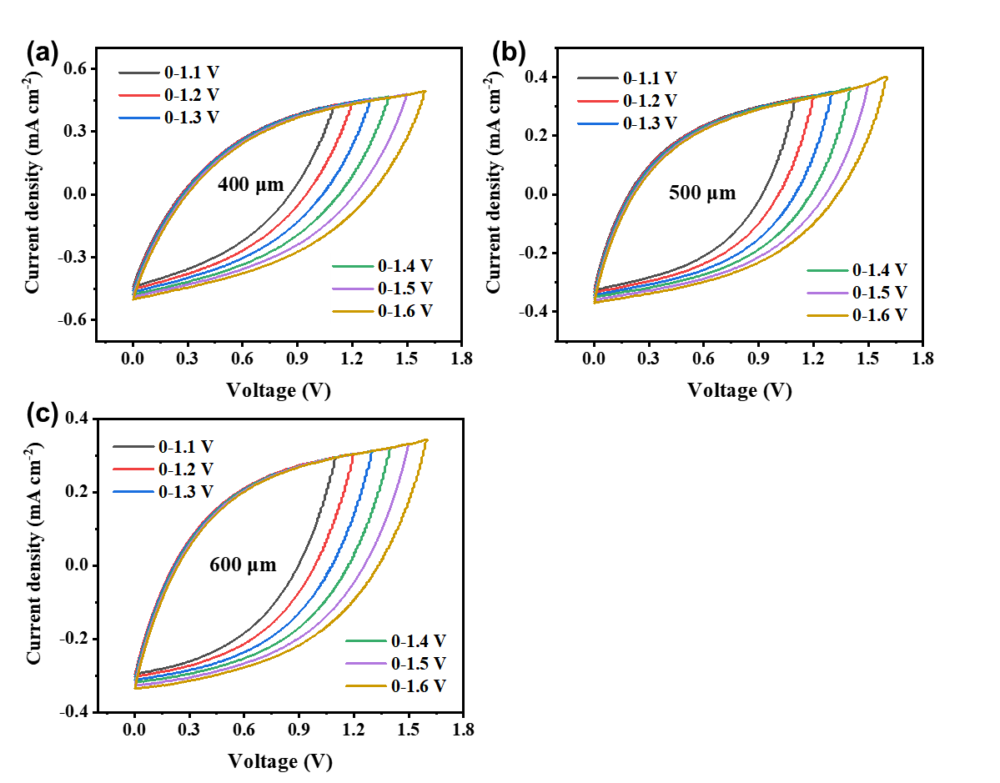 (a)
Current density (mA cm-2)
0.6
0.3
0.0
-0.3
-0.6
0-1.1 V
0-1.2 V
0-1.3 V
400 μm
0-1.4 V
0-1.5 V
0-1.6 V
0.0 0.3 0.6 0.9 1.2 1.5 1.8
Voltage (V)
(b)
Current density (mA cm-2)
0.4
0.2
0.0
-0.2
-0.4
0-1.1 V
0-1.2 V
0-1.3 V
500 μm
0-1.4 V
0-1.5 V
0-1.6 V
0.0 0.3 0.6 0.9 1.2 1.5 1.8
Voltage (V)
(c)
Current density (mA cm-2)
0.4
0.2
0.0
-0.2
-0.4
0-1.1 V
0-1.2 V
0-1.3 V
600 μm
0-1.4 V
0-1.5 V
0-1.6 V
0.0 0.3 0.6 0.9 1.2 1.5 1.8
Voltage (V)